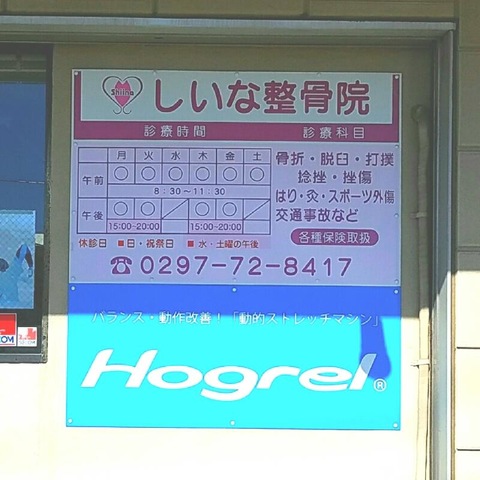 Shiina
しいな整骨院
診療時間 診療科目
月 火 水 木 金 土
午前 ○ ○ ○ ○ ○ ○
8:30〜11:30
午後 ○ ○ ／ ○ ○ ／
15:00-20:00 15:00-20:00
休診日 ■日・祝祭日 ■水・土曜の午後
骨折・脱臼・打撲
捻挫・挫傷
はり・灸・スポーツ外傷
交通事故など
各種保険取扱
☎0297-72-8417
バランス・動作改善！「動的ストレッチマシン」
Hogrel®